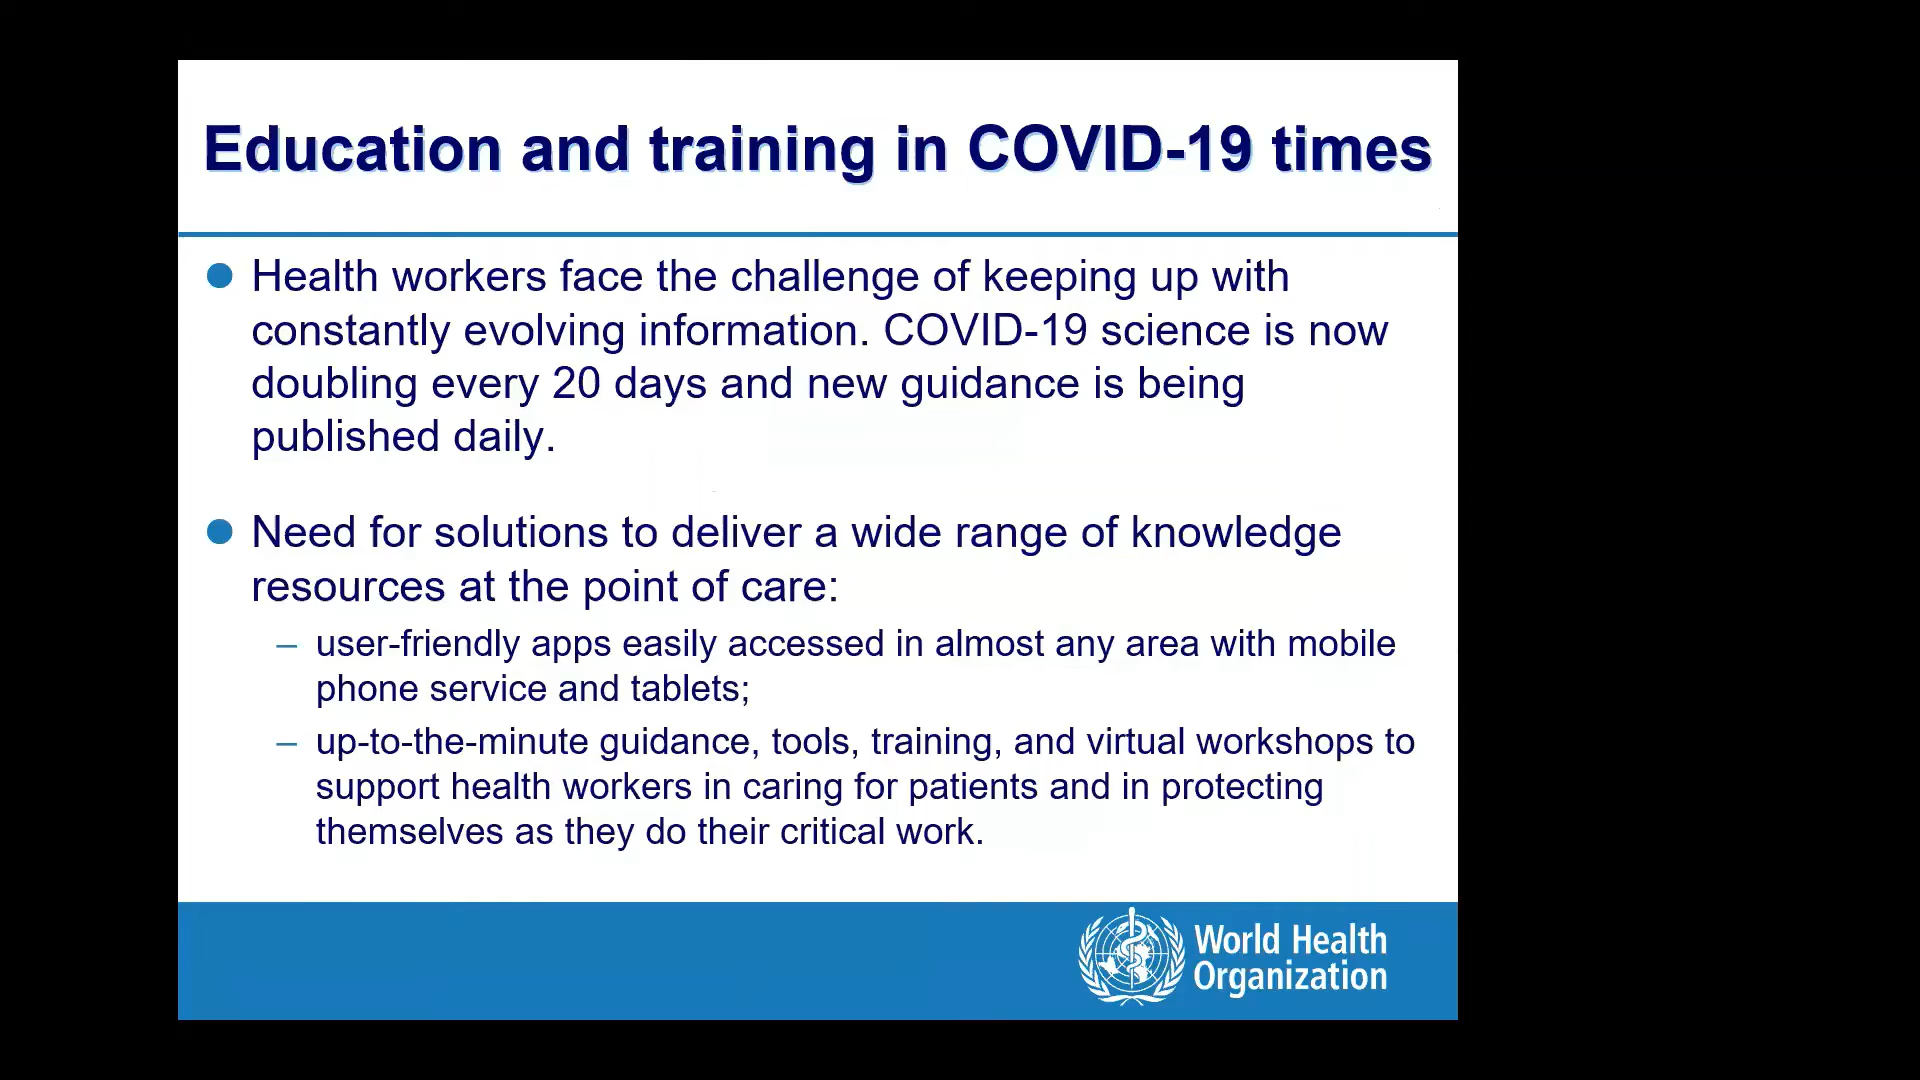 Education and training in COVID-19 times
Health workers face the challenge of keeping up with
constantly evolving information. COVID-19 science is now
doubling every 20 days and new guidance is being
published daily.
Need for solutions to deliver a wide range of knowledge
resources at the point of care:
– user-friendly apps easily accessed in almost any area with mobile
phone service and tablets;
– up-to-the-minute guidance, tools, training, and virtual workshops to
support health workers in caring for patients and in protecting
themselves as they do their critical work.
World Health
Organization